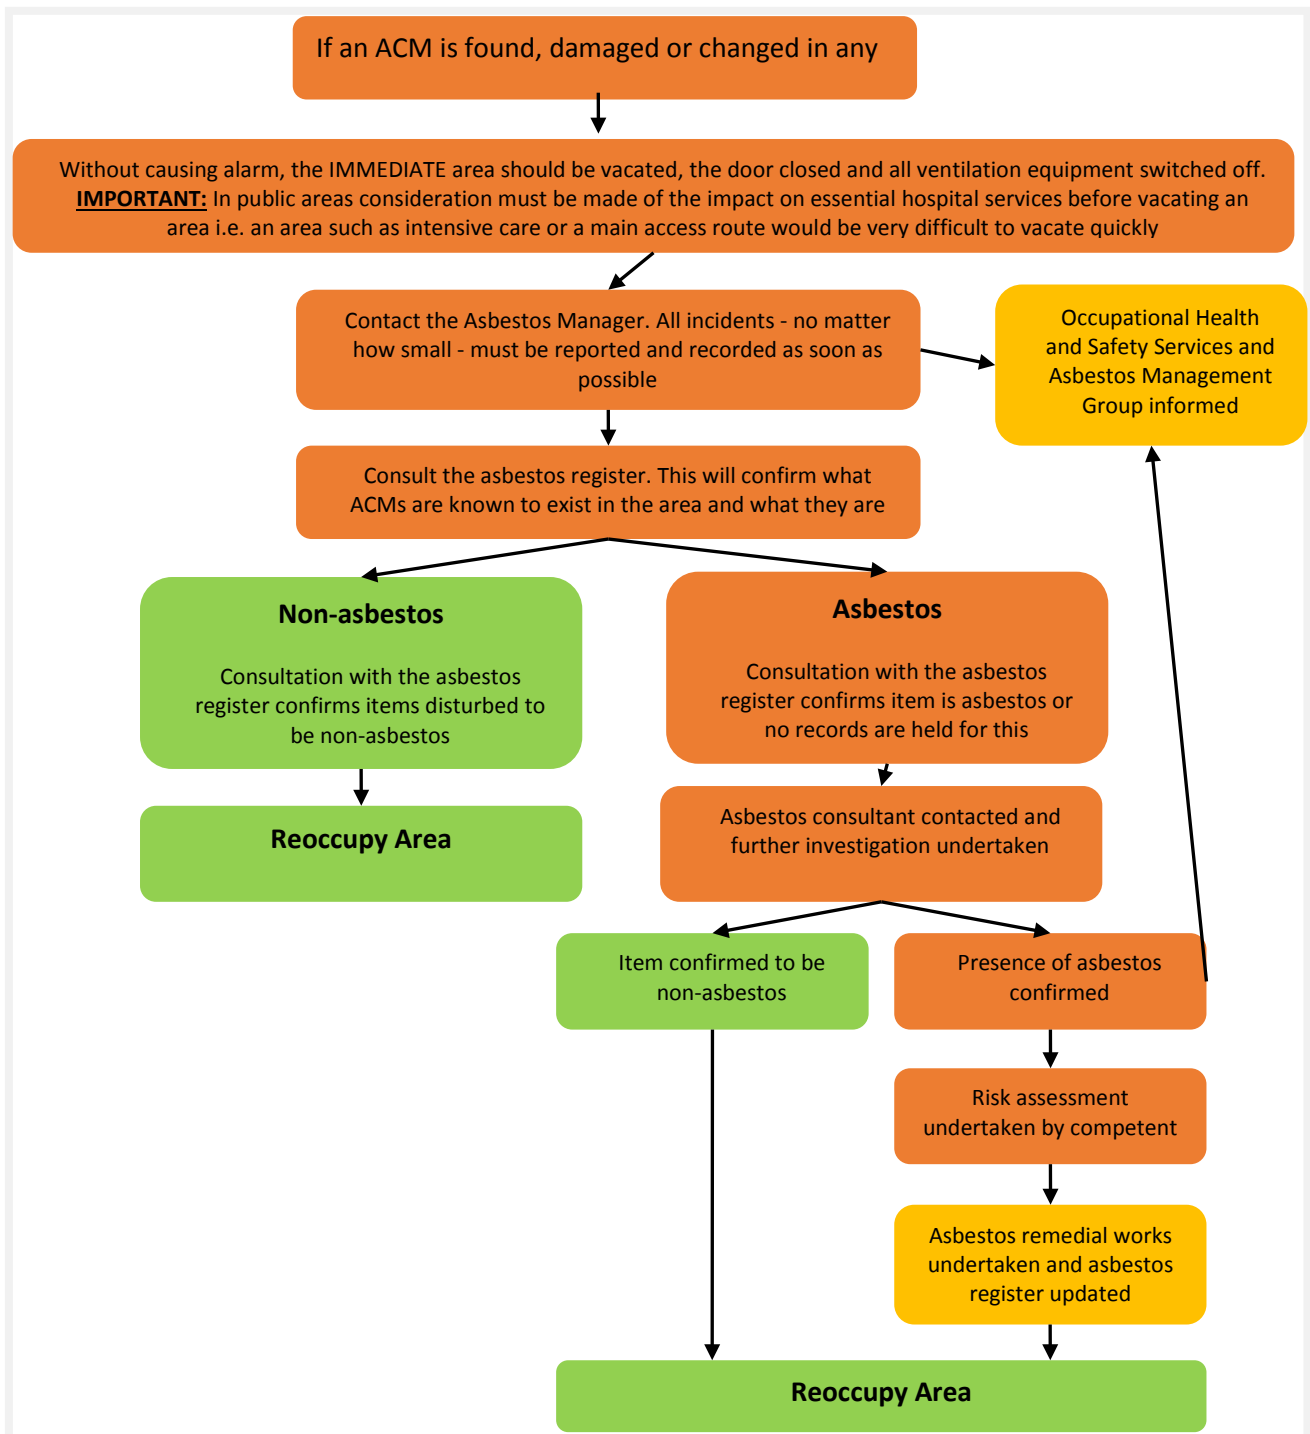 If an ACM is found, damaged or changed in any
Without causing alarm, the IMMEDIATE area should be vacated, the door closed and all ventilation equipment switched off.
IMPORTANT: In public areas consideration must be made of the impact on essential hospital services before vacating an
area i.e. an area such as intensive care or a main access route would be very difficult to vacate quickly
Contact the Asbestos Manager. All incidents - no matter
how small - must be reported and recorded as soon as
possible
Occupational Health
and Safety Services and
Asbestos Management
Group informed
Consult the asbestos register. This will confirm what
ACMs are known to exist in the area and what they are
Non-asbestos
Consultation with the asbestos
register confirms items disturbed to
be non-asbestos
Asbestos
Consultation with the asbestos
register confirms item is asbestos or
no records are held for this
Reoccupy Area
Asbestos consultant contacted and
further investigation undertaken
Item confirmed to be
non-asbestos
Presence of asbestos
confirmed
Risk assessment
undertaken by competent
Asbestos remedial works
undertaken and asbestos
register updated
Reoccupy Area